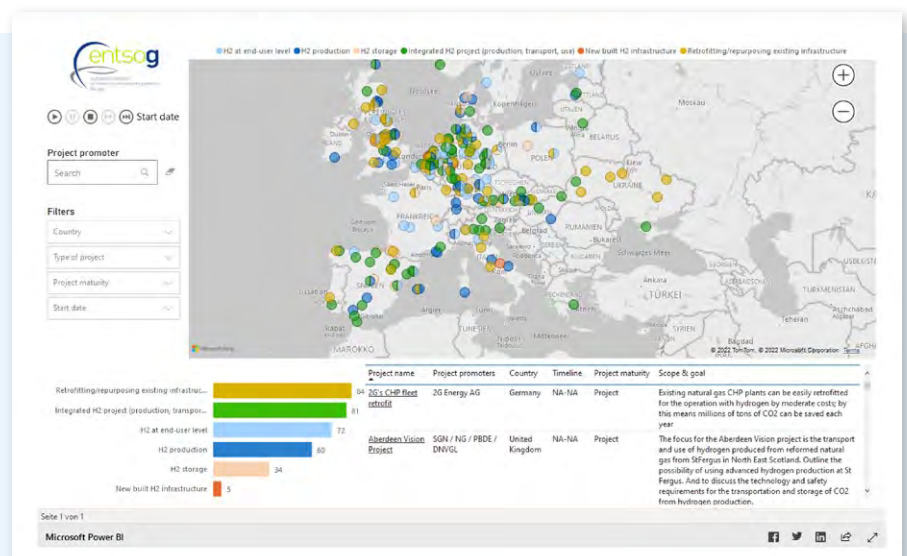 entsog
H2 at end-user level H2 production H2 storage Integrated H2 project (production, transport, use) New built H2 infrastructure Retrofitting/repurposing existing infrastructure
Start date
Project promoter
Search
Filters
Country
Type of project
Project maturity
Start date
Moskau
Kopenhagen
BELARUS
POLEN
Berlin
Kiew
UKRAINE
Paris
FRANKREICH
RUMÄNIEN
Belgrad
Bukarest
Schwarzes Meer
SPANIEN
Ankara
TÜRKEI
Algier
Tunis
TUNESIEN
Rabat
MAROKKO
SYRIEN
Bagdad
Teheran
TURKMENISTAN
© 2022 TomTom, © 2022 Microsoft Corporation Terms
Retrofitting/repurposing existing infrastruc... 84
Integrated H2 project (production, transpor... 81
H2 at end-user level 72
H2 production 60
H2 storage 34
New built H2 infrastructure 5
Project name Project promoters Country Timeline Project maturity Scope & goal
2G's CHP fleet retrofit 2G Energy AG Germany NA-NA Project Existing natural gas CHP plants can be easily retrofitted
for the operation with hydrogen by moderate costs; by
this means millions of tons of CO2 can be saved each
year
Aberdeen Vision Project SGN / NG / PBDE / DNVGL United Kingdom NA-NA Project The focus for the Aberdeen Vision project is the transport
and use of hydrogen produced from reformed natural
gas from StFergus in North East Scotland. Outline the
possibility of using advanced hydrogen production at St
Fergus. And to discuss the technology and safety
requirements for the transportation and storage of CO2
from hydrogen production.
Seite 1 von 1
Microsoft Power BI